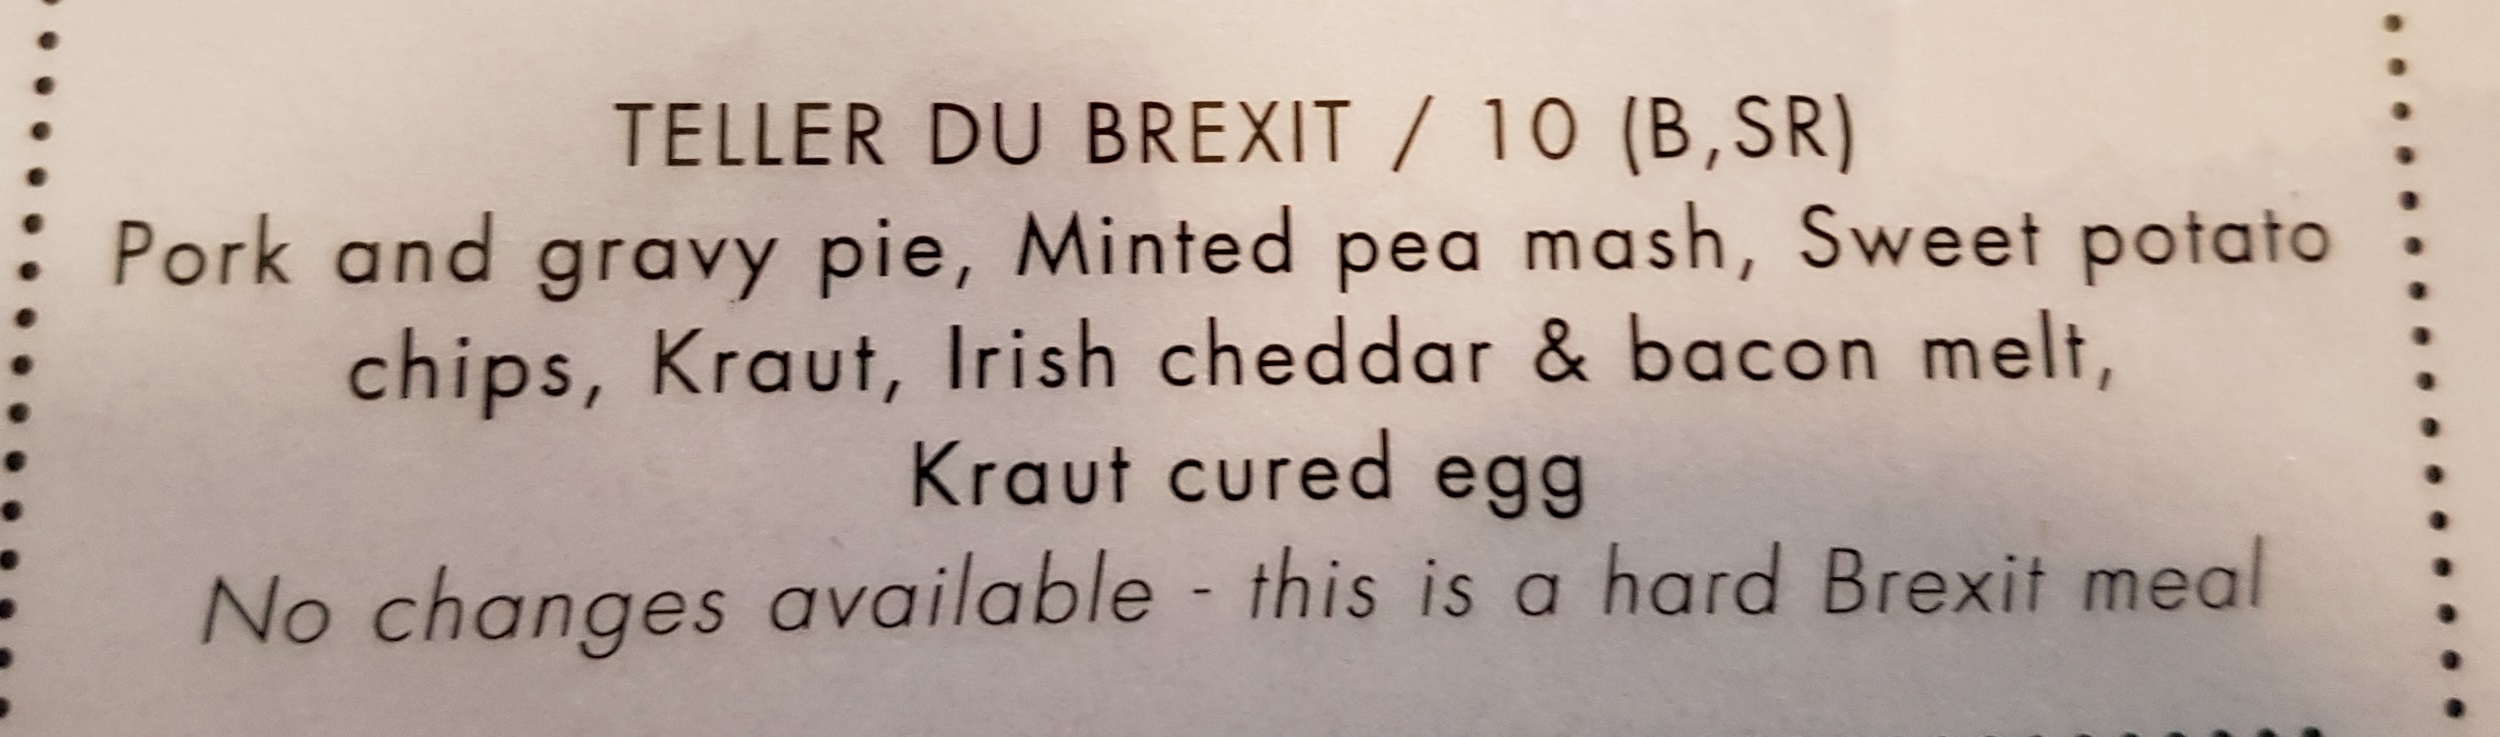 TELLER DU BREXIT / 10 (B,SR)
Pork and gravy pie, Minted pea mash, Sweet potato
chips, Kraut, Irish cheddar & bacon melt,
Kraut cured egg
No changes available - this is a hard Brexit meal